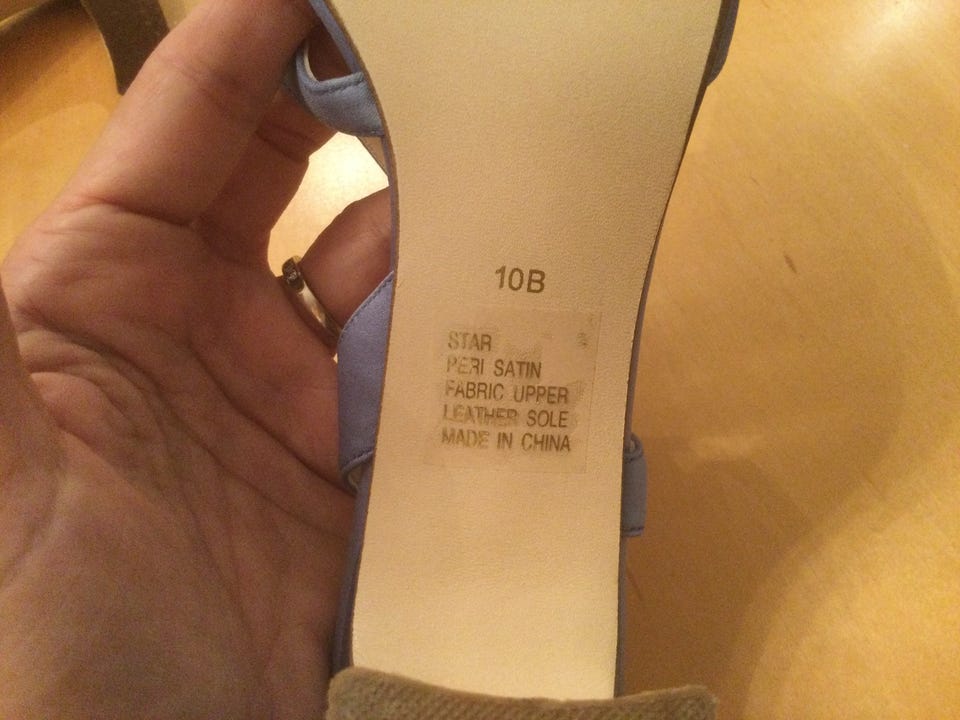 10B
STAR
PERI SATIN
FABRIC UPPER
LEATHER SOLE
MADE IN CHINA